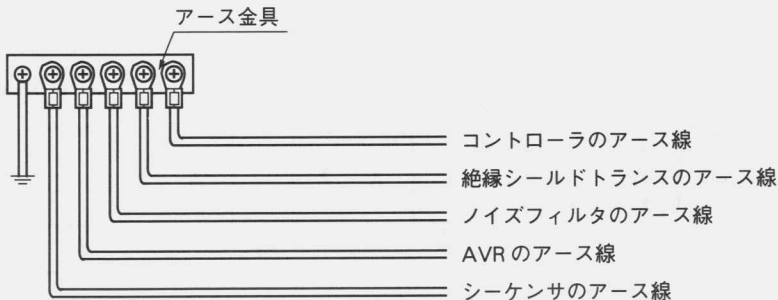 アース金具
コントローラのアース線
絶縁シールドトランスのアース線
ノイズフィルタのアース線
AVRのアース線
シーケンサのアース線